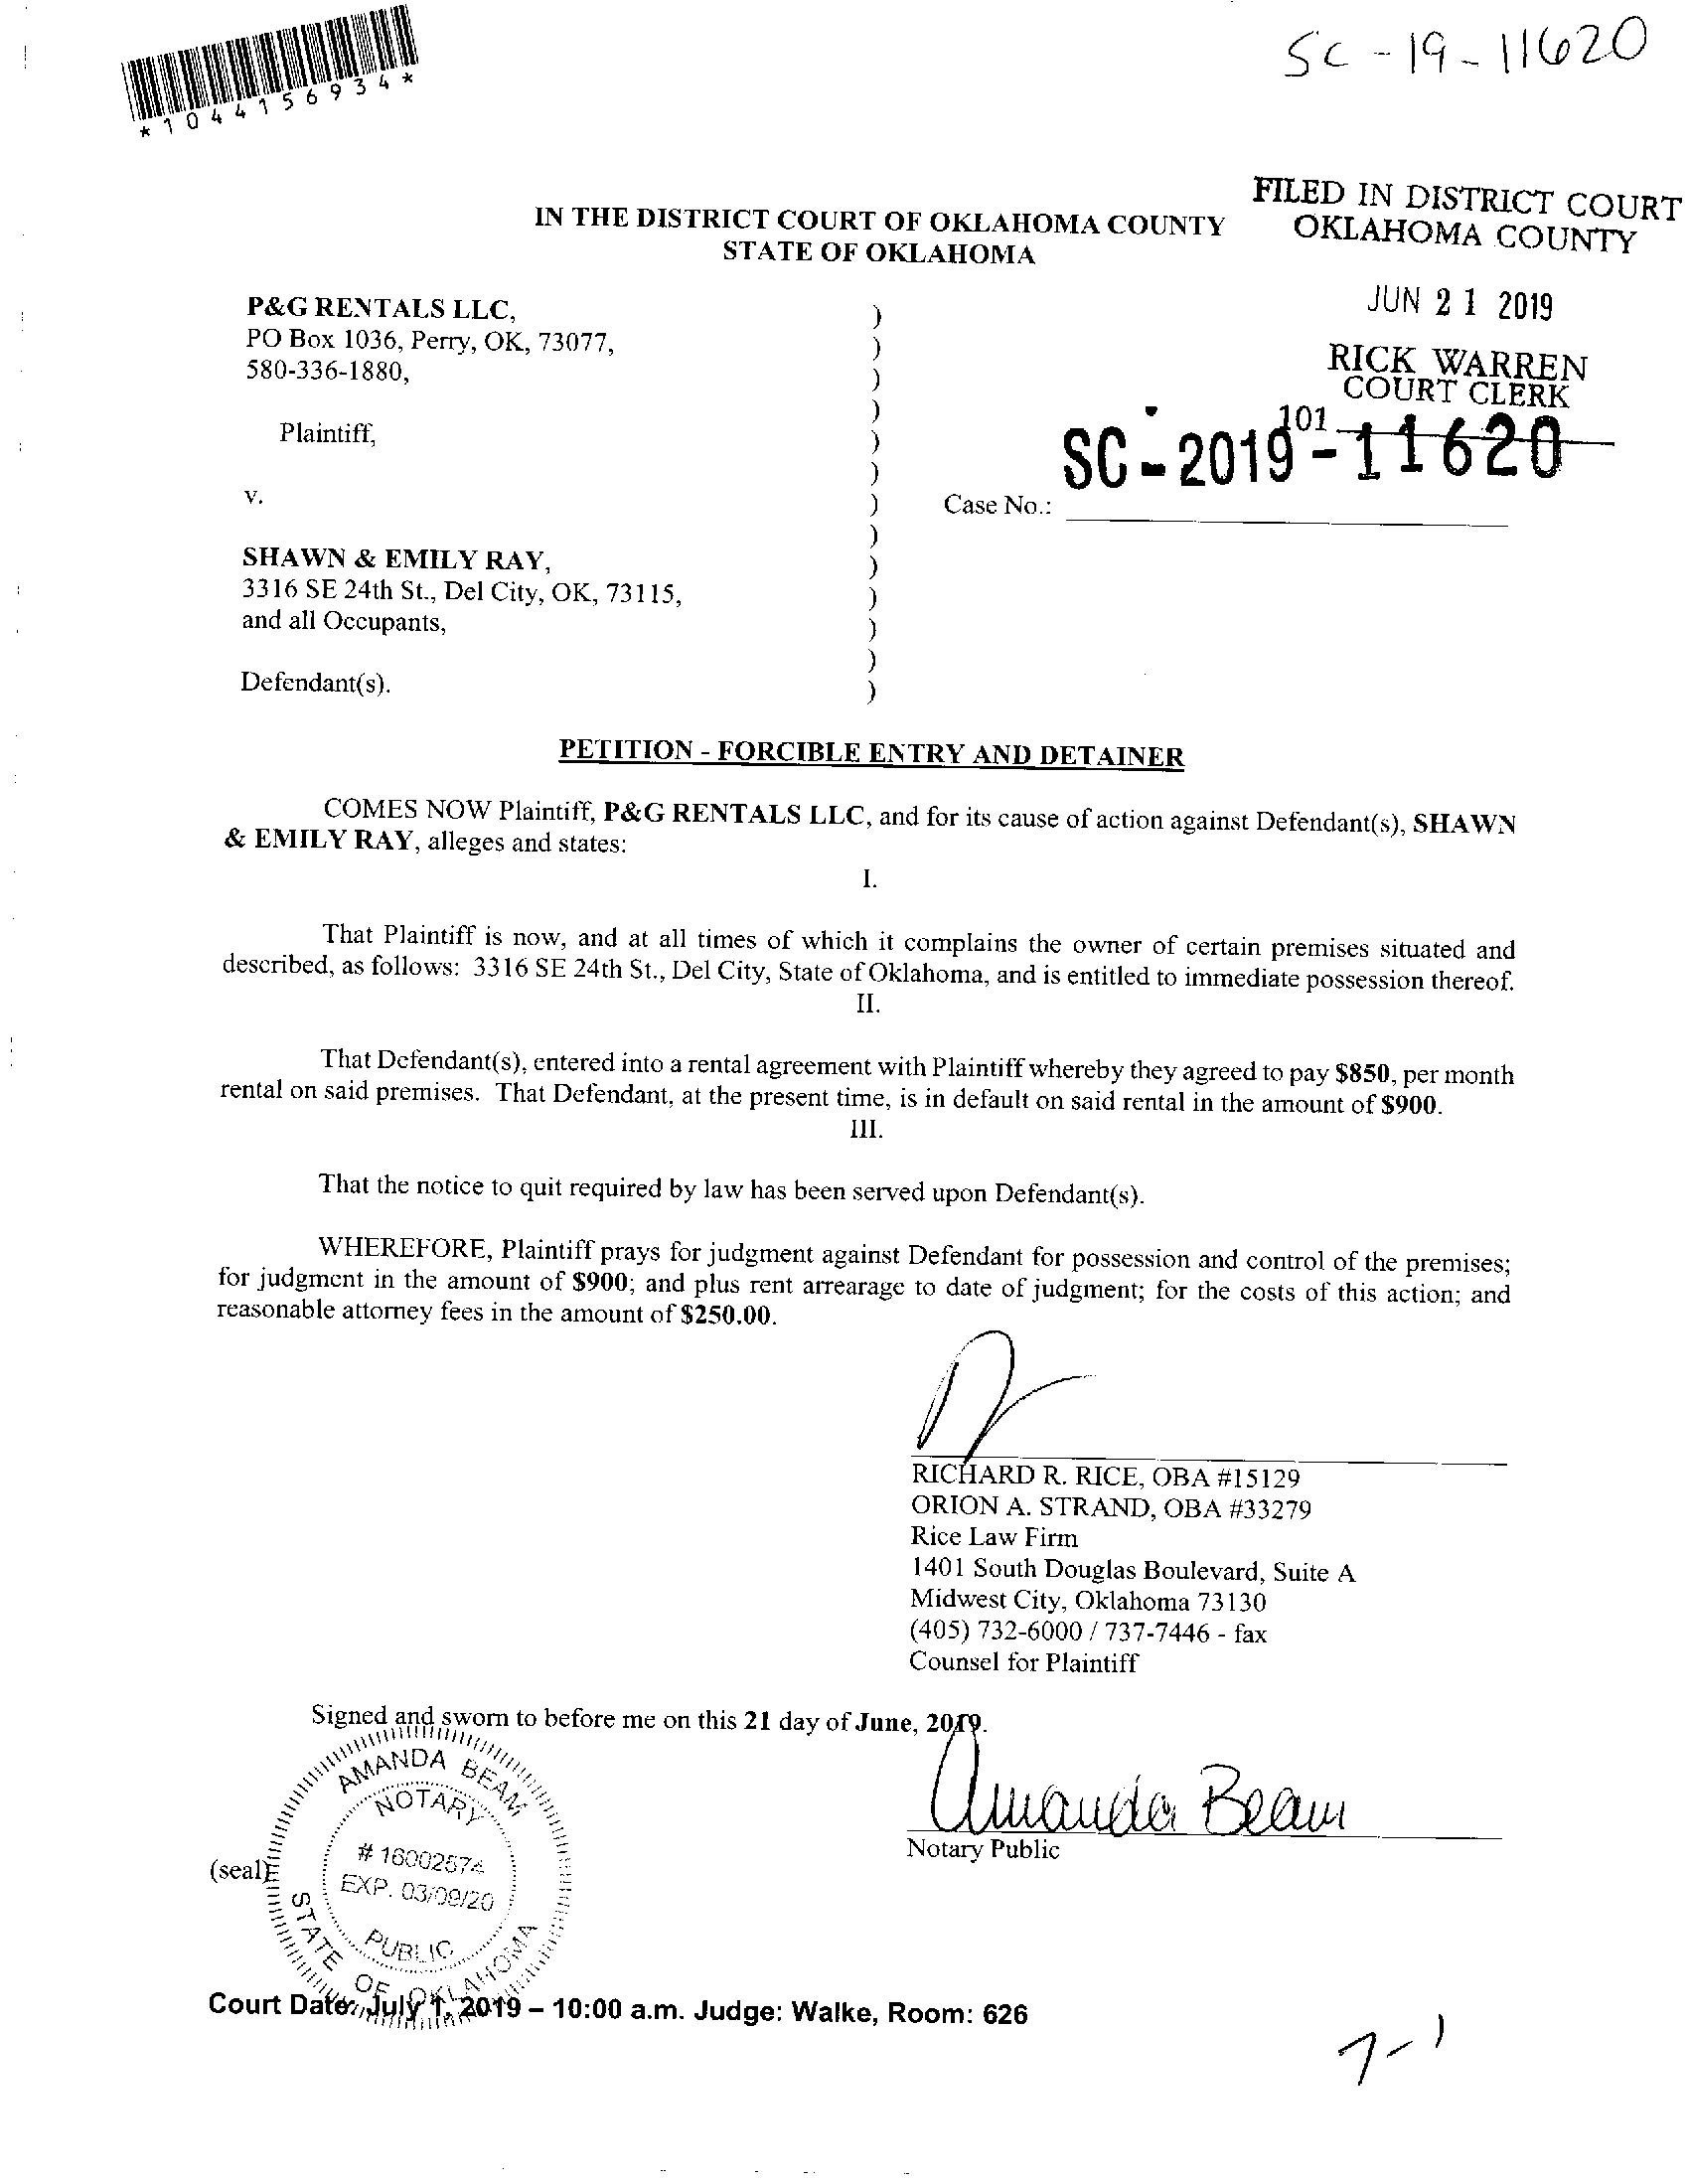 SC-19-11620
*1044156934*
FILED IN DISTRICT COURT
OKLAHOMA COUNTY
JUN 21 2019
RICK WARREN
COURT CLERK
101
SC-2019-11620
IN THE DISTRICT COURT OF OKLAHOMA COUNTY
STATE OF OKLAHOMA
P&G RENTALS LLC, )
PO Box 1036, Perry, OK, 73077, )
580-336-1880, )
)
Plaintiff, )
)
v. ) Case No.:
)
SHAWN & EMILY RAY, )
3316 SE 24th St., Del City, OK, 73115, )
and all Occupants, )
)
Defendant(s). )
PETITION - FORCIBLE ENTRY AND DETAINER
COMES NOW Plaintiff, P&G RENTALS LLC, and for its cause of action against Defendant(s), SHAWN
& EMILY RAY, alleges and states:
I.
That Plaintiff is now, and at all times of which it complains the owner of certain premises situated and
described, as follows: 3316 SE 24th St., Del City, State of Oklahoma, and is entitled to immediate possession thereof.
II.
That Defendant(s), entered into a rental agreement with Plaintiff whereby they agreed to pay $850, per month
rental on said premises. That Defendant, at the present time, is in default on said rental in the amount of $900.
III.
That the notice to quit required by law has been served upon Defendant(s).
WHEREFORE, Plaintiff prays for judgment against Defendant for possession and control of the premises;
for judgment in the amount of $900; and plus rent arrearage to date of judgment; for the costs of this action; and
reasonable attorney fees in the amount of $250.00.
RICHARD R. RICE, OBA #15129
ORION A. STRAND, OBA #33279
Rice Law Firm
1401 South Douglas Boulevard, Suite A
Midwest City, Oklahoma 73130
(405) 732-6000 / 737-7446 - fax
Counsel for Plaintiff
Signed and sworn to before me on this 21 day of June, 2019.
Amanda Beam
Notary Public
(seal)
AMANDA BEAM
NOTARY
# 16002574
EXP. 03/09/20
PUBLIC
STATE OF OKLAHOMA
Court Date: July 1, 2019 – 10:00 a.m. Judge: Walke, Room: 626
7-1